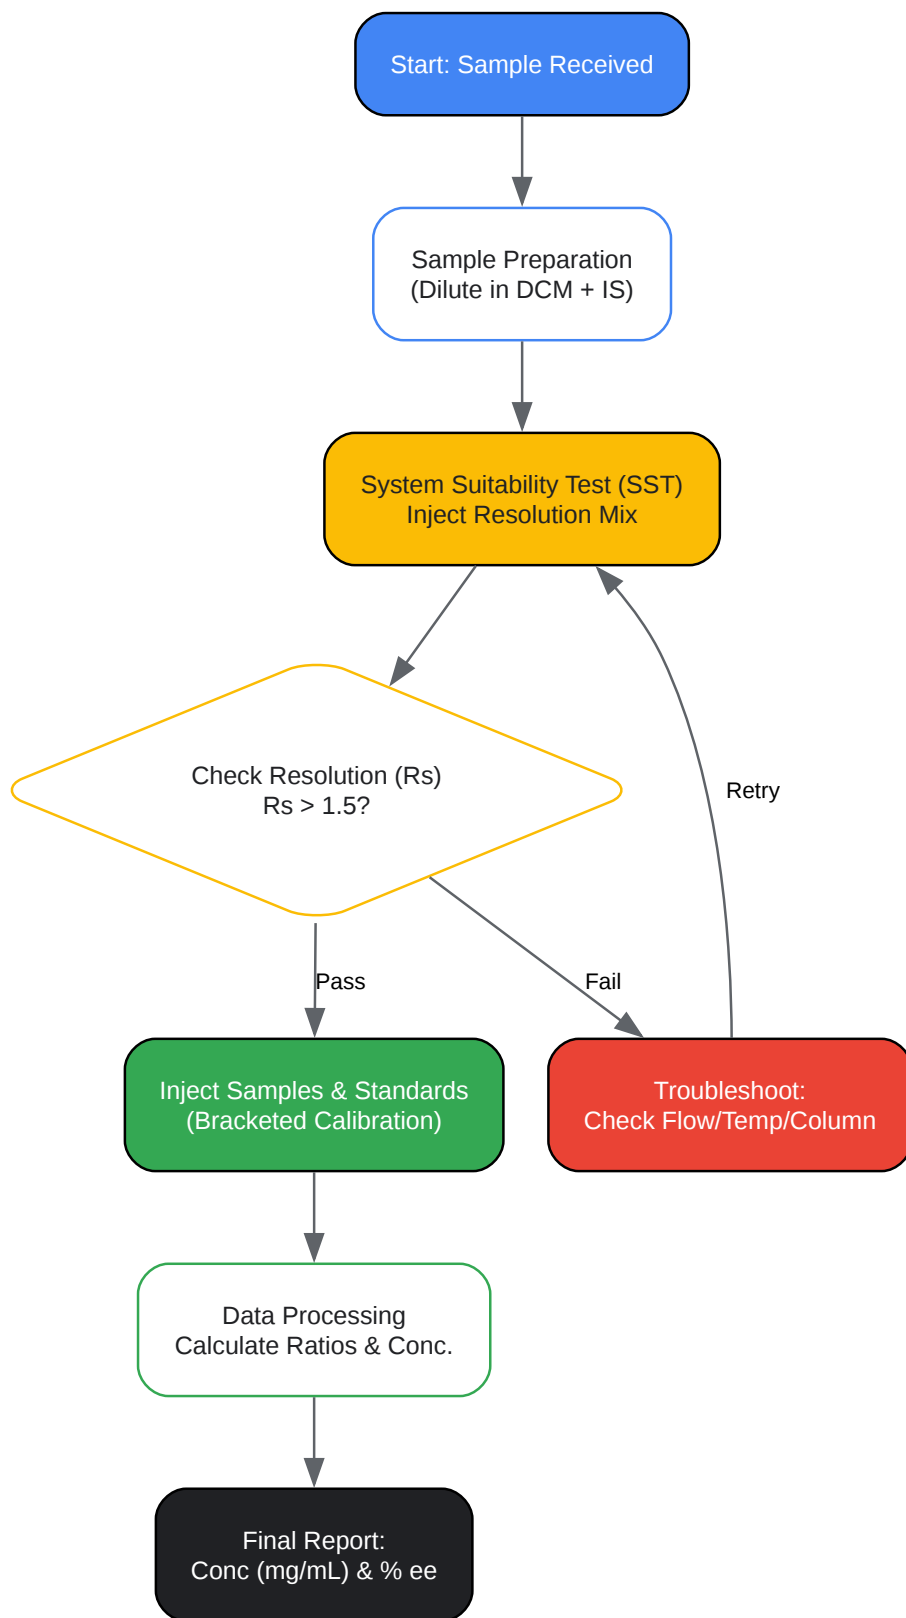 Start: Sample Received
Sample Preparation
(Dilute in DCM + IS)
System Suitability Test (SST)
Inject Resolution Mix
Check Resolution (Rs)
Rs > 1.5?
Retry
Pass
Fail
Inject Samples & Standards
(Bracketed Calibration)
Troubleshoot:
Check Flow/Temp/Column
Data Processing
Calculate Ratios & Conc.
Final Report:
Conc (mg/mL) & % ee